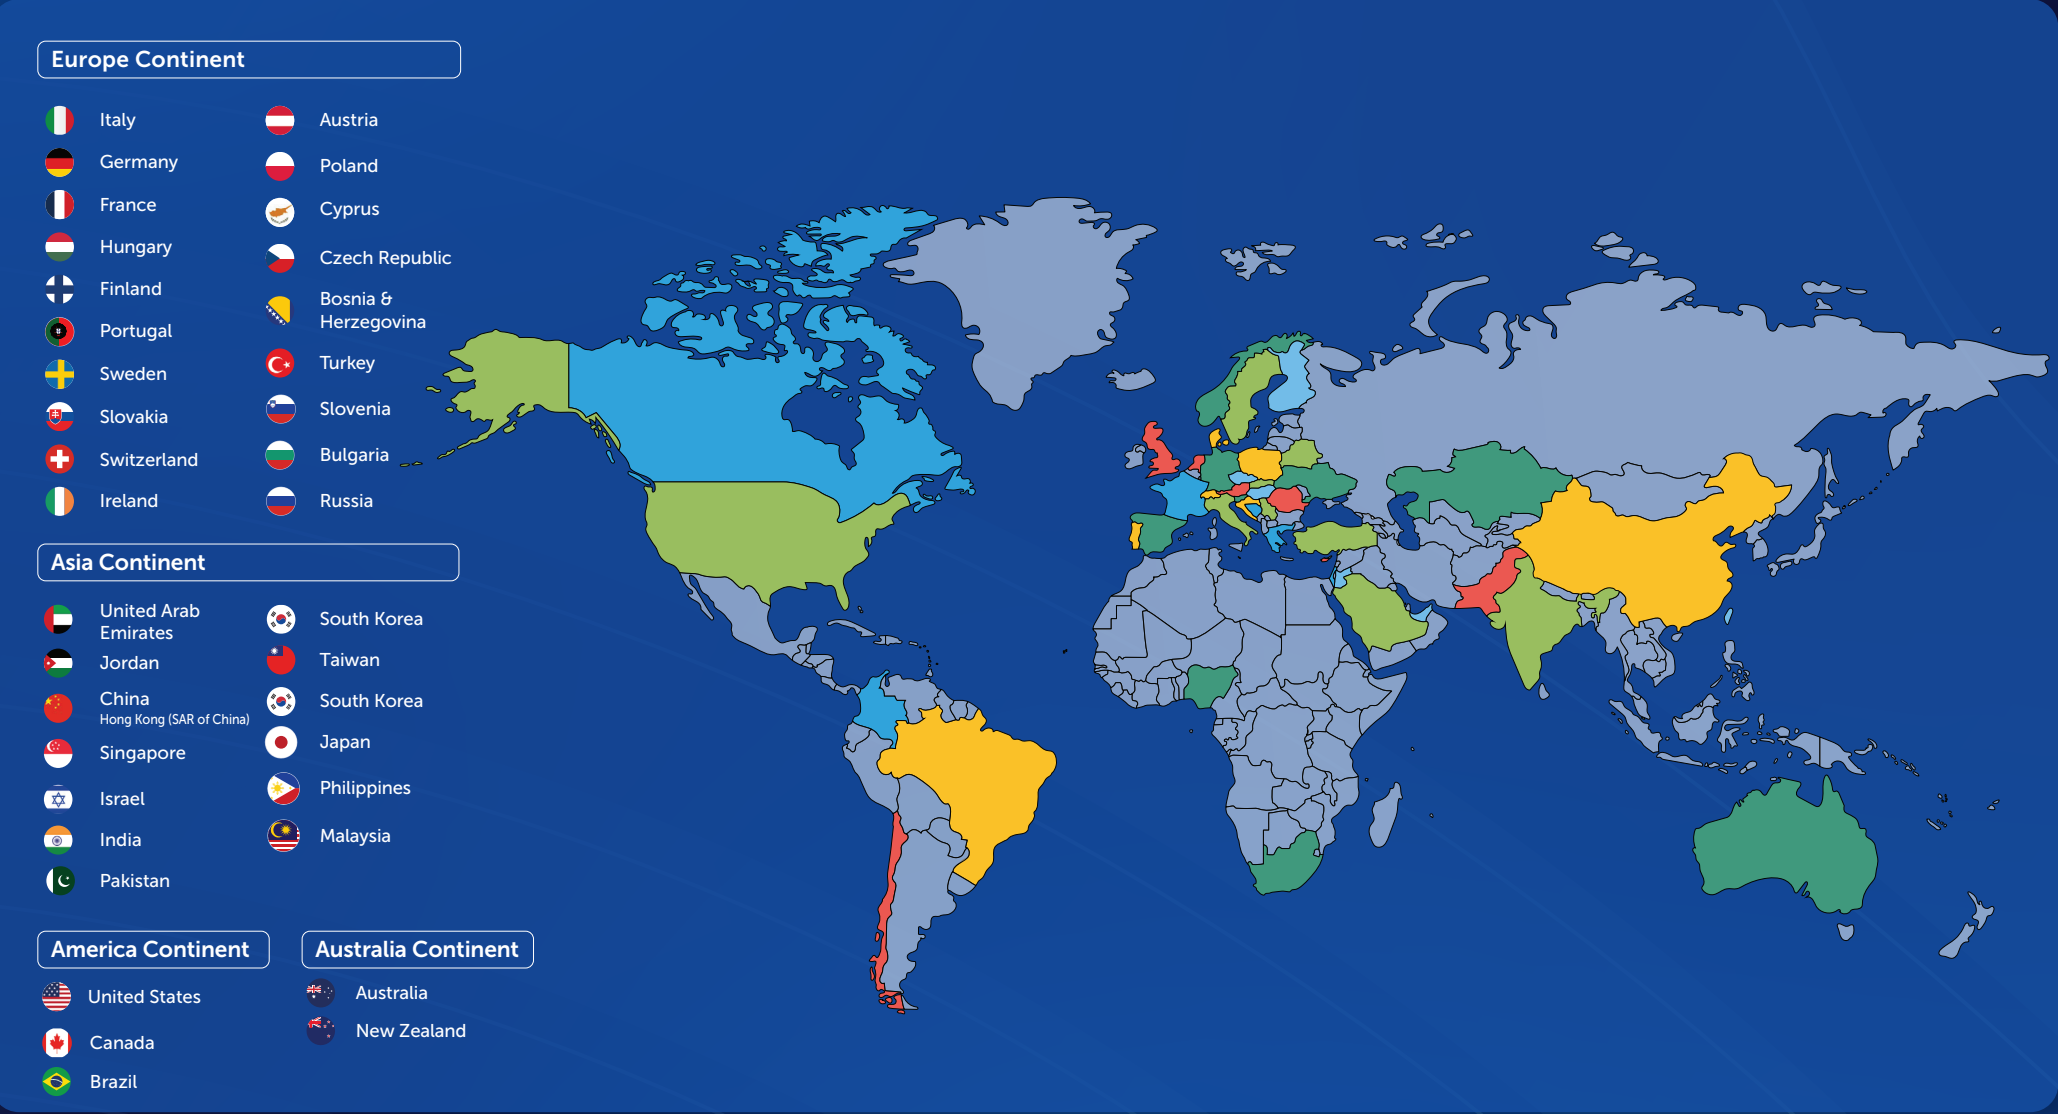 Europe Continent
Italy
Germany
France
Hungary
Finland
Portugal
Sweden
Slovakia
Switzerland
Ireland
Austria
Poland
Cyprus
Czech Republic
Bosnia &
Herzegovina
Turkey
Slovenia
Bulgaria
Russia
Asia Continent
United Arab
Emirates
Jordan
China
Hong Kong (SAR of China)
Singapore
Israel
India
Pakistan
South Korea
Taiwan
South Korea
Japan
Philippines
Malaysia
America Continent
United States
Canada
Brazil
Australia Continent
Australia
New Zealand